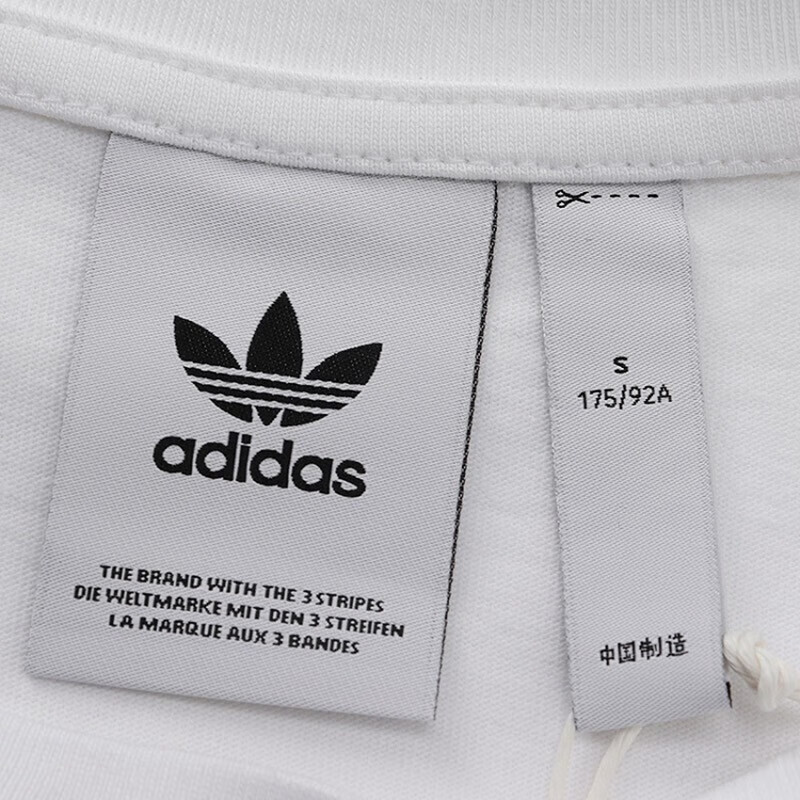 adidas
THE BRAND WITH THE 3 STRIPES
DIE WELTMARKE MIT DEN 3 STREIFEN
LA MARQUE AUX 3 BANDES
S
175/92A
中国制造